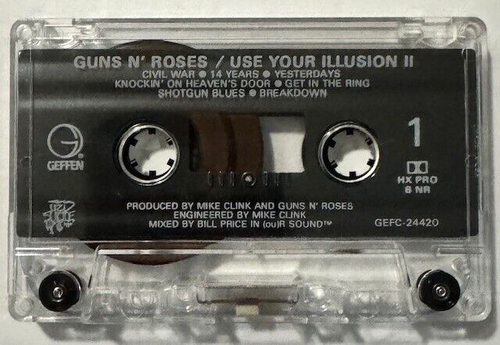 GUNS N' ROSES / USE YOUR ILLUSION II
CIVIL WAR ● 14 YEARS ● YESTERDAYS
KNOCKIN' ON HEAVEN'S DOOR ● GET IN THE RING
SHOTGUN BLUES ● BREAKDOWN
GEFFEN
®
1
HX PRO
B NR
PRODUCED BY MIKE CLINK AND GUNS N' ROSES
ENGINEERED BY MIKE CLINK
MIXED BY BILL PRICE IN (ou)R SOUND™
GEFC-24420